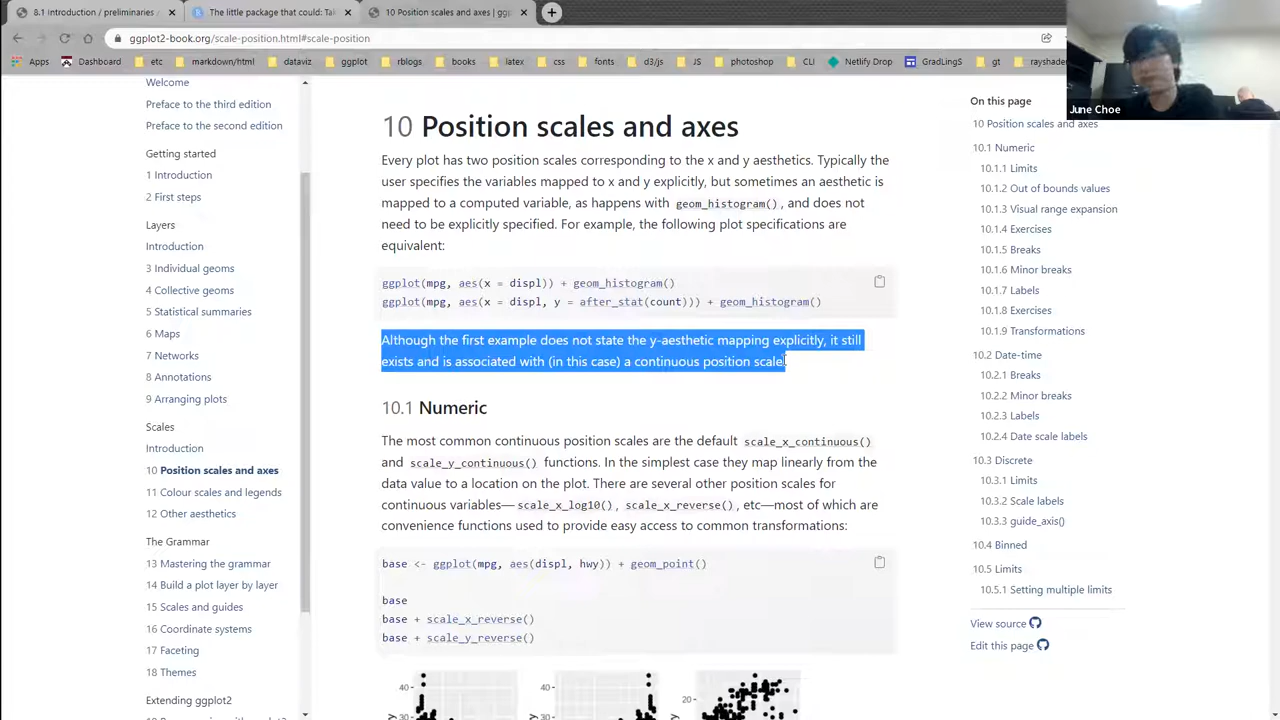 8.1 Introduction / preliminaries /
The little package that could: Tak
10 Position scales and axes | ggp
ggplot2-book.org/scale-position.html#scale-position
Apps
Dashboard
etc
markdown/html
dataviz
ggplot
rblogs
books
latex
css
fonts
d3/js
JS
photoshop
CU
Netlify Drop
GradLingS
gt
rayshade
June Choe
Welcome
Preface to the third edition
Preface to the second edition
Getting started
1 Introduction
2 First steps
Layers
Introduction
3 Individual geoms
4 Collective geoms
5 Statistical summaries
6 Maps
7 Networks
8 Annotations
9 Arranging plots
Scales
Introduction
10 Position scales and axes
11 Colour scales and legends
12 Other aesthetics
The Grammar
13 Mastering the grammar
14 Build a plot layer by layer
15 Scales and guides
16 Coordinate systems
17 Faceting
18 Themes
Extending ggplot2
10 Position scales and axes
Every plot has two position scales corresponding to the x and y aesthetics. Typically the
user specifies the variables mapped to x and y explicitly, but sometimes an aesthetic is
mapped to a computed variable, as happens with geom_histogram(), and does not
need to be explicitly specified. For example, the following plot specifications are
equivalent:
ggplot(mpg, aes(x = displ)) + geom_histogram()
ggplot(mpg, aes(x = displ, y = after_stat(count))) + geom_histogram()
Although the first example does not state the y-aesthetic mapping explicitly, it still
exists and is associated with (in this case) a continuous position scale.
10.1 Numeric
The most common continuous position scales are the default scale_x_continuous()
and scale_y_continuous() functions. In the simplest case they map linearly from the
data value to a location on the plot. There are several other position scales for
continuous variables—scale_x_log10(), scale_x_reverse(), etc—most of which are
convenience functions used to provide easy access to common transformations:
base <- ggplot(mpg, aes(displ, hwy)) + geom_point()
base
base + scale_x_reverse()
base + scale_y_reverse()
40
30
y
40
30
y
20
y
On this page
10 Position scales and axes
10.1 Numeric
10.1.1 Limits
10.1.2 Out of bounds values
10.1.3 Visual range expansion
10.1.4 Exercises
10.1.5 Breaks
10.1.6 Minor breaks
10.1.7 Labels
10.1.8 Exercises
10.1.9 Transformations
10.2 Date-time
10.2.1 Breaks
10.2.2 Minor breaks
10.2.3 Labels
10.2.4 Date scale labels
10.3 Discrete
10.3.1 Limits
10.3.2 Scale labels
10.3.3 guide_axis()
10.4 Binned
10.5 Limits
10.5.1 Setting multiple limits
View source
Edit this page